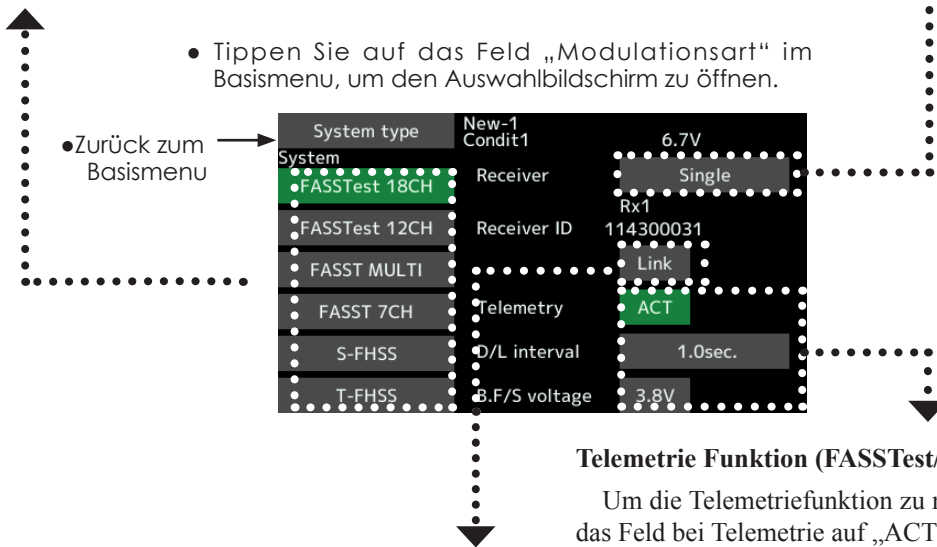 ● Tippen Sie auf das Feld „Modulationsart“ im
Basismenu, um den Auswahlbildschirm zu öffnen.
●Zurück zum
Basismenu
System type
New-1
Condit1
6.7V
System
FASSTest 18CH
Receiver
Single
Rx1
FASSTest 12CH
Receiver ID
114300031
FASST MULTI
Link
FASST 7CH
Telemetry
ACT
S-FHSS
D/L interval
1.0sec.
T-FHSS
B.F/S voltage
3.8V
Telemetrie Funktion (FASSTest/
Um die Telemetriefunktion zu
das Feld bei Telemetrie auf „ACT